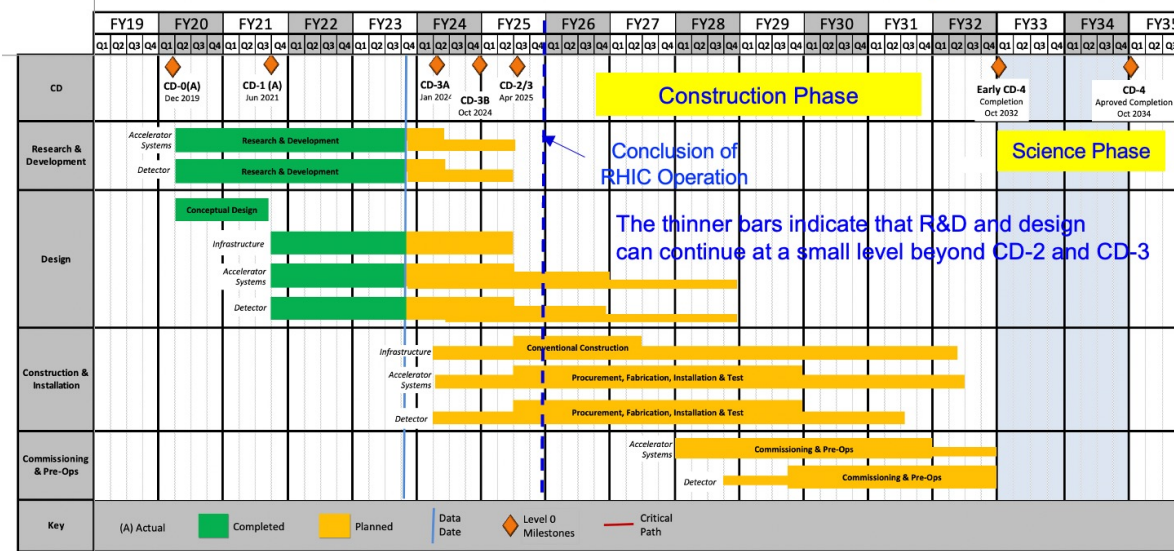 FY19 FY20 FY21 FY22 FY23 FY24 FY25 FY26 FY27 FY28 FY29 FY30 FY31 FY32 FY33 FY34 FY35
Q1 Q2 Q3 Q4 Q1 Q2 Q3 Q4 Q1 Q2 Q3 Q4 Q1 Q2 Q3 Q4 Q1 Q2 Q3 Q4 Q1 Q2 Q3 Q4 Q1 Q2 Q3 Q4 Q1 Q2 Q3 Q4 Q1 Q2 Q3 Q4 Q1 Q2 Q3 Q4 Q1 Q2 Q3 Q4 Q1 Q2 Q3 Q4 Q1 Q2 Q3 Q4 Q1 Q2 Q3 Q4 Q1 Q2 Q3 Q4 Q1 Q2 Q3 Q4 Q1 Q2 Q3
CD
CD-0(A)
Dec 2019
CD-1 (A)
Jun 2021
CD-3A
Jan 2024
CD-3B
Oct 2024
CD-2/3
Apr 2025
Construction Phase
Early CD-4
Completion
Oct 2032
CD-4
Aproved Completion
Oct 2034
Research &
Development
Accelerator
Systems
Research & Development
Detector
Research & Development
Conclusion of
RHIC Operation
Science Phase
Design
Conceptual Design
The thinner bars indicate that R&D and design
can continue at a small level beyond CD-2 and CD-3
Infrastructure
Accelerator
Systems
Detector
Construction &
Installation
Infrastructure
Conventional Construction
Accelerator
Systems
Procurement, Fabrication, Installation & Test
Detector
Procurement, Fabrication, Installation & Test
Commissioning
& Pre-Ops
Accelerator
Systems
Commissioning & Pre-Ops
Detector
Commissioning & Pre-Ops
Key
(A) Actual
Completed
Planned
Data
Date
Level 0
Milestones
Critical
Path